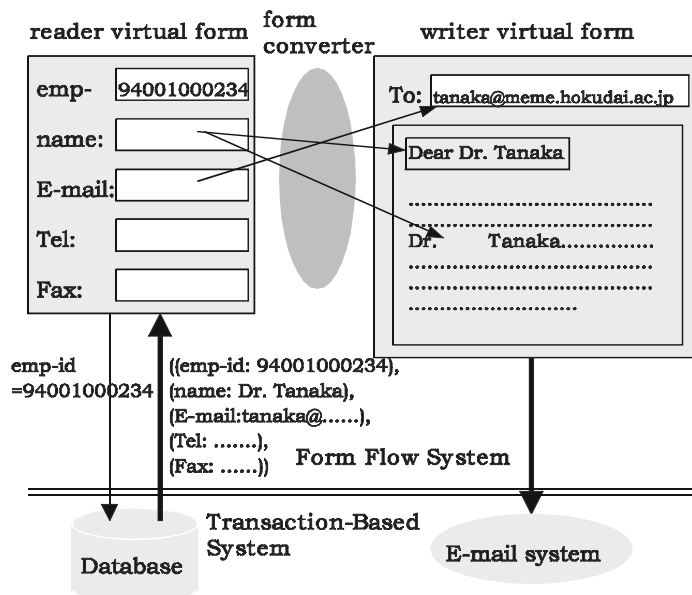 reader virtual form
form
converter
writer virtual form
emp-
94001000234
name:
E-mail:
Tel:
Fax:
To:
tanaka@meme.hokudai.ac.jp
Dear Dr. Tanaka
................................
................................
Dr. Tanaka...............
................................
................................
......................
emp-id
=94001000234
((emp-id: 94001000234),
(name: Dr. Tanaka),
(E-mail:tanaka@......),
(Tel: .......),
(Fax: ......))
Form Flow System
Transaction-Based
System
Database
E-mail system